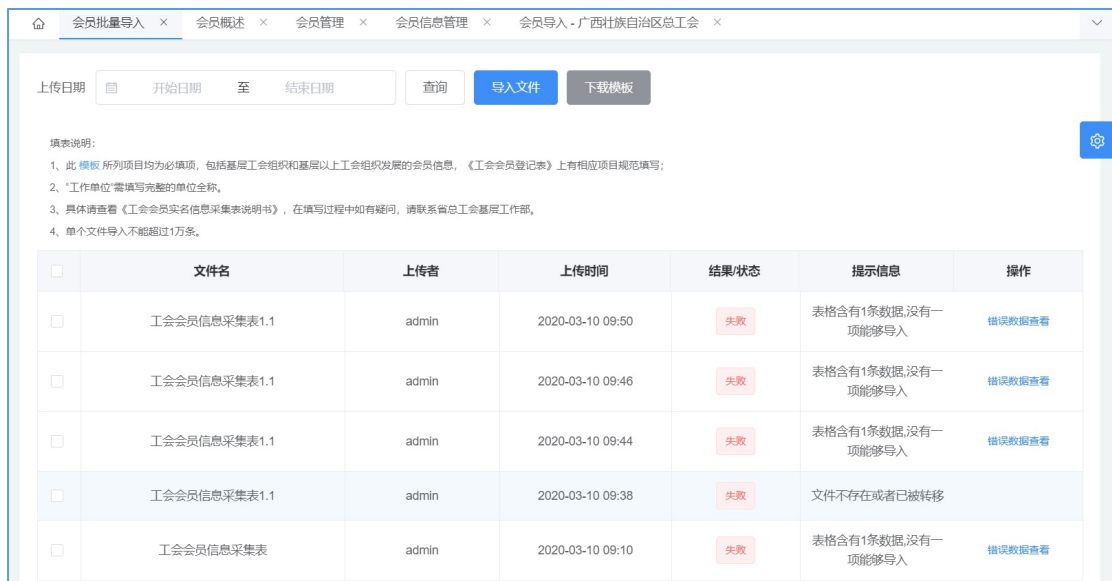 会员批量导入 × 会员概述 × 会员管理 × 会员信息管理 × 会员导入 - 广西壮族自治区总工会 ×
上传日期 开始日期 至 结束日期 查询 导入文件 下载模板
填表说明:
1、此 模板 所列项目均为必填项，包括基层工会组织和基层以上工会组织发展的会员信息，《工会会员登记表》上有相应项目规范填写;
2、"工作单位"需填写完整的单位全称。
3、具体请查看《工会会员实名信息采集表说明书》，在填写过程中如有疑问，请联系省总工会基层工作部。
4、单个文件导入不能超过1万条。
文件名 上传者 上传时间 结果/状态 提示信息 操作
工会会员信息采集表1.1 admin 2020-03-10 09:50 失败 表格含有1条数据,没有一
项能够导入 错误数据查看
工会会员信息采集表1.1 admin 2020-03-10 09:46 失败 表格含有1条数据,没有一
项能够导入 错误数据查看
工会会员信息采集表1.1 admin 2020-03-10 09:44 失败 表格含有1条数据,没有一
项能够导入 错误数据查看
工会会员信息采集表1.1 admin 2020-03-10 09:38 失败 文件不存在或者已被转移
工会会员信息采集表 admin 2020-03-10 09:10 失败 表格含有1条数据,没有一
项能够导入 错误数据查看